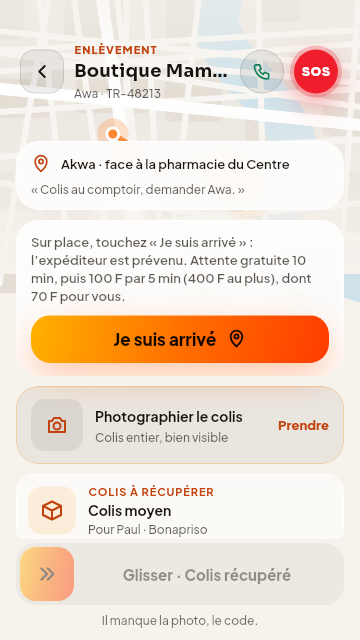 ENLÈVEMENT
Boutique Mam...
Awa · TR-48213
SOS
Akwa · face à la pharmacie du Centre
« Colis au comptoir, demander Awa. »
Sur place, touchez « Je suis arrivé » :
l’expéditeur est prévenu. Attente gratuite 10
min, puis 100 F par 5 min (400 F au plus), dont
70 F pour vous.
Je suis arrivé
Photographier le colis
Colis entier, bien visible
Prendre
COLIS À RÉCUPÉRER
Colis moyen
Pour Paul · Bonapriso
Glisser · Colis récupéré
Il manque la photo, le code.